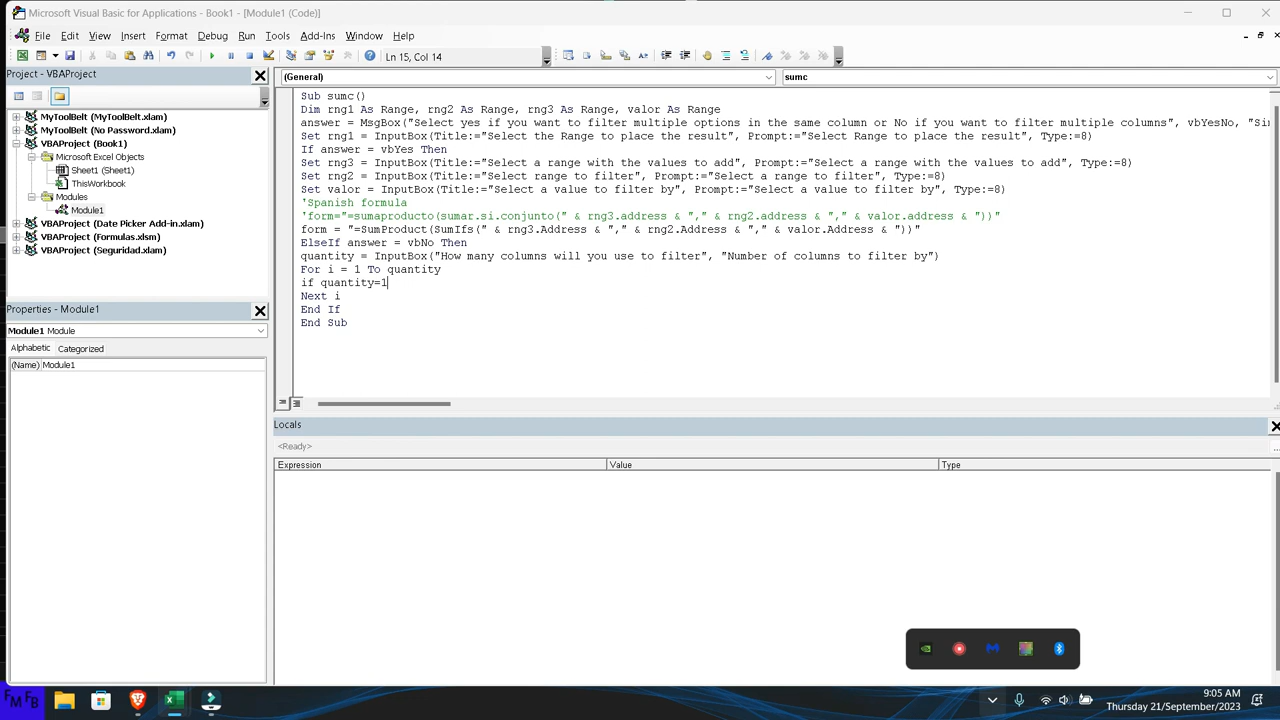 Microsoft Visual Basic for Applications - Book1 - [Module1 (Code)]
File Edit View Insert Format Debug Run Tools Add-Ins Window Help
Ln 15, Col 14
Project - VBAProject
MyToolBelt (MyToolBelt.xlam)
MyToolBelt (No Password.xlam)
VBAProject (Book1)
Microsoft Excel Objects
Sheet1 (Sheet1)
ThisWorkbook
Modules
Module1
VBAProject (Date Picker Add-in.xlam)
VBAProject (Formulas.xlsm)
VBAProject (Seguridad.xlam)
Properties - Module1
Module1 Module
Alphabetic Categorized
(Name) Module1
(General) sumc
Sub sumc()
Dim rng1 As Range, rng2 As Range, rng3 As Range, valor As Range
answer = MsgBox("Select yes if you want to filter multiple options in the same column or No if you want to filter multiple columns", vbYesNo,
Set rng1 = InputBox(Title:="Select the Range to place the result", Prompt:="Select Range to place the result", Type:=8)
If answer = vbYes Then
Set rng3 = InputBox(Title:="Select a range with the values to add", Prompt:="Select a range with the values to add", Type:=8)
Set rng2 = InputBox(Title:="Select range to filter", Prompt:="Select a range to filter", Type:=8)
Set valor = InputBox(Title:="Select a value to filter by", Prompt:="Select a value to filter by", Type:=8)
'Spanish formula
'form="=sumaproducto(sumar.si.conjunto(" & rng3.address & "," & rng2.address & "," & valor.address & "))"
form = "=SumProduct(SumIfs(" & rng3.Address & "," & rng2.Address & "," & valor.Address & "))"
ElseIf answer = vbNo Then
quantity = InputBox("How many columns will you use to filter", "Number of columns to filter by")
For i = 1 To quantity
if quantity=1
Next i
End If
End Sub
Locals
<Ready>
Expression Value Type
FM FB
9:05 AM
Thursday 21/September/2023